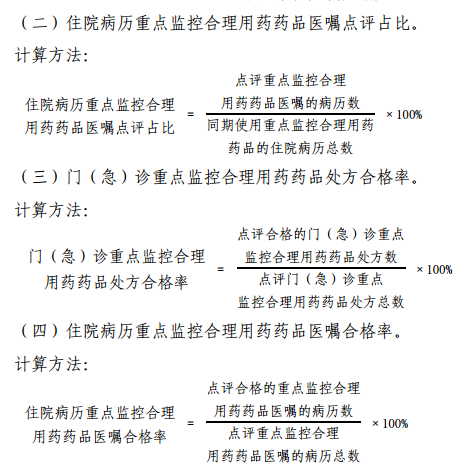 （二）住院病历重点监控合理用药药品医嘱点评占比。
计算方法：
住院病历重点监控合理
用药药品医嘱点评占比
=
点评重点监控合理
用药药品医嘱的病历数
同期使用重点监控合理用药
药品的住院病历总数
×100%
（三）门（急）诊重点监控合理用药药品处方合格率。
计算方法：
门（急）诊重点监控合理
用药药品处方合格率
=
点评合格的门（急）诊重点
监控合理用药药品处方数
点评门（急）诊重点
监控合理用药药品处方总数
×100%
（四）住院病历重点监控合理用药药品医嘱合格率。
计算方法：
住院病历重点监控合理
用药药品医嘱合格率
=
点评合格的重点监控合理
用药药品医嘱的病历数
点评重点监控合理
用药药品医嘱的病历总数
×100%